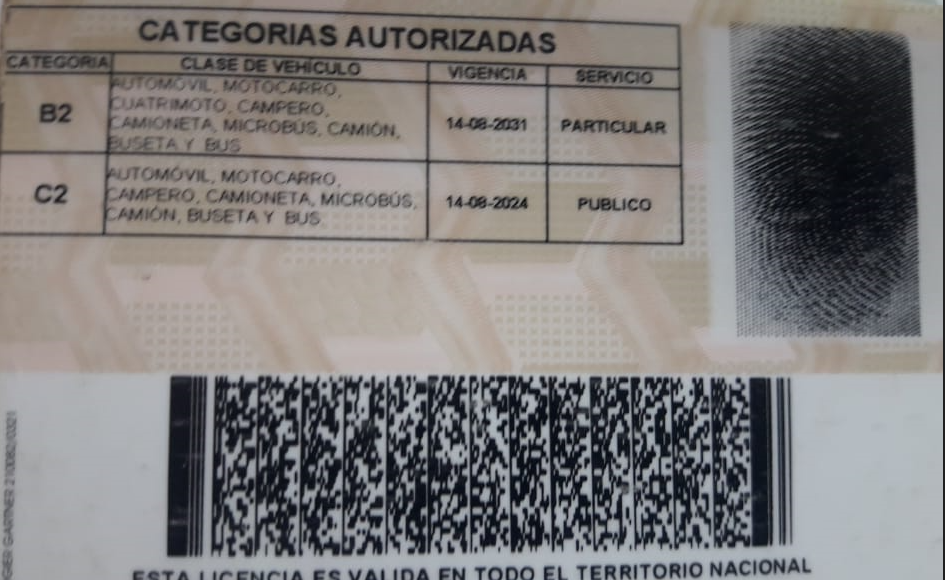 CATEGORIAS AUTORIZADAS
CATEGORIA CLASE DE VEHÍCULO VIGENCIA SERVICIO
B2
AUTOMÓVIL, MOTOCARRO,
CUATRIMOTO, CAMPERO,
CAMIONETA, MICROBÚS, CAMIÓN,
BUSETA Y BUS
14-08-2031
PARTICULAR
C2
AUTOMÓVIL, MOTOCARRO,
CAMPERO, CAMIONETA, MICROBÚS,
CAMIÓN, BUSETA Y BUS
14-08-2024
PUBLICO
GARTNER
ESTA LICENCIA ES VALIDA EN TODO EL TERRITORIO NACIONAL